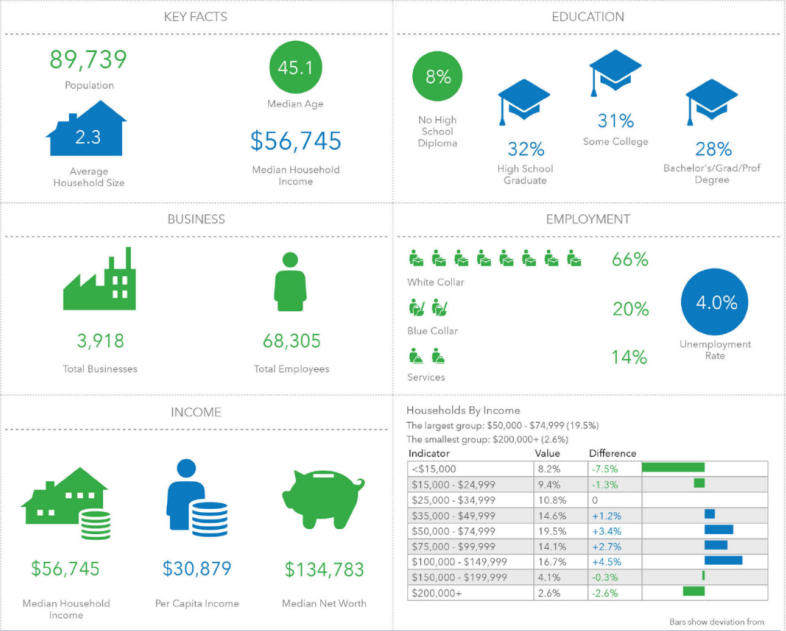 KEY FACTS
89,739
Population
45.1
Median Age
2.3
Average
Household Size
$56,745
Median Household
Income
EDUCATION
8%
No High
School
Diploma
32%
High School
Graduate
31%
Some College
28%
Bachelor's/Grad/Prof
Degree
BUSINESS
3,918
Total Businesses
68,305
Total Employees
EMPLOYMENT
66%
White Collar
20%
Blue Collar
14%
Services
4.0%
Unemployment
Rate
INCOME
$56,745
Median Household
Income
$30,879
Per Capita Income
$134,783
Median Net Worth
Households By Income
The largest group: $50,000 - $74,999 (19.5%)
The smallest group: $200,000+ (2.6%)
Indicator Value Difference
<$15,000 8.2% -7.5%
$15,000 - $24,999 9.4% -1.3%
$25,000 - $34,999 10.8% 0
$35,000 - $49,999 14.6% +1.2%
$50,000 - $74,999 19.5% +3.4%
$75,000 - $99,999 14.1% +2.7%
$100,000 - $149,999 16.7% +4.5%
$150,000 - $199,999 4.1% -0.3%
$200,000+ 2.6% -2.6%
Bars show deviation from